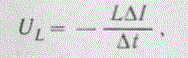 U_L = − LΔI / Δt ,